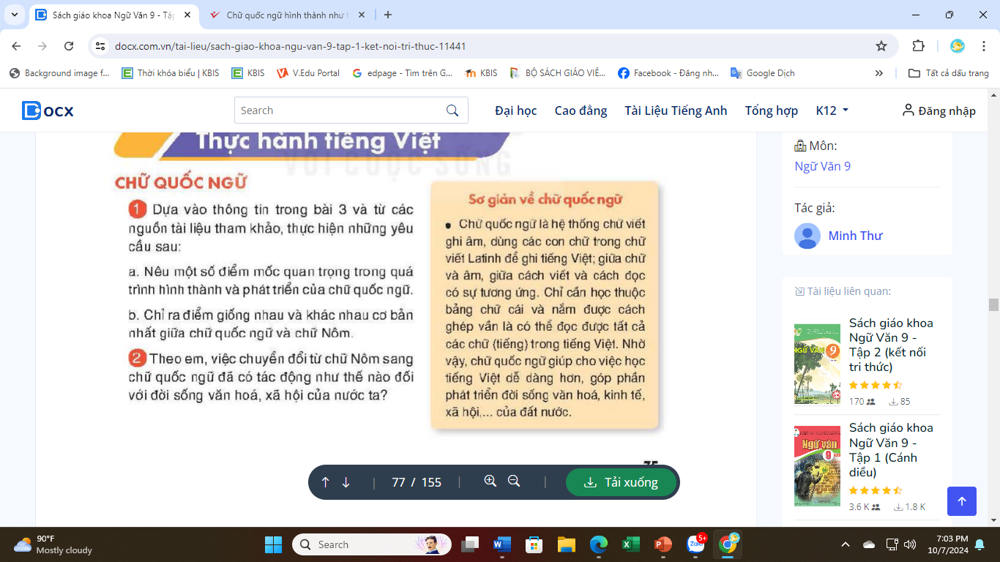 Sách giáo khoa Ngữ Văn 9 - Tập
Chữ quốc ngữ hình thành như t
docx.com.vn/tai-lieu/sach-giao-khoa-ngu-van-9-tap-1-ket-noi-tri-thuc-11441
Background image f...
Thời khóa biểu | KBIS
KBIS
V.Edu Portal
edpage - Tìm trên G...
KBIS
BỘ SÁCH GIÁO VIÊ...
Facebook - Đăng nh...
Google Dịch
»
Tất cả dấu trang
DOCX
Search
Đại học
Cao đẳng
Tài Liệu Tiếng Anh
Tổng hợp
K12
Đăng nhập
Thực hành tiếng Việt
VỚI CUỘC SỐNG
CHỮ QUỐC NGỮ
1 Dựa vào thông tin trong bài 3 và từ các
nguồn tài liệu tham khảo, thực hiện những yêu
cầu sau:
a. Nêu một số điểm mốc quan trọng trong quá
trình hình thành và phát triển của chữ quốc ngữ.
b. Chỉ ra điểm giống nhau và khác nhau cơ bản
nhất giữa chữ quốc ngữ và chữ Nôm.
2 Theo em, việc chuyển đổi từ chữ Nôm sang
chữ quốc ngữ đã có tác động như thế nào đối
với đời sống văn hoá, xã hội của nước ta?
Sơ giản về chữ quốc ngữ
• Chữ quốc ngữ là hệ thống chữ viết
ghi âm, dùng các con chữ trong chữ
viết Latinh để ghi tiếng Việt; giữa chữ
và âm, giữa cách viết và cách đọc
có sự tương ứng. Chỉ cần học thuộc
bảng chữ cái và nắm được cách
ghép vần là có thể đọc được tất cả
các chữ (tiếng) trong tiếng Việt. Nhờ
vậy, chữ quốc ngữ giúp cho việc học
tiếng Việt dễ dàng hơn, góp phần
phát triển đời sống văn hoá, kinh tế,
xã hội,... của đất nước.
77 / 155
Tải xuống
Môn:
Ngữ Văn 9
Tác giả:
Minh Thư
Tài liệu liên quan:
Sách giáo khoa
Ngữ Văn 9 -
Tập 2 (kết nối
tri thức)
170
85
Sách giáo khoa
Ngữ Văn 9 -
Tập 1 (Cánh
diều)
3.6 K
1.8 K
NGỮ VĂN 9
Ngữ văn
9
90°F
Mostly cloudy
Search
Zalo
5+
7:03 PM
10/7/2024